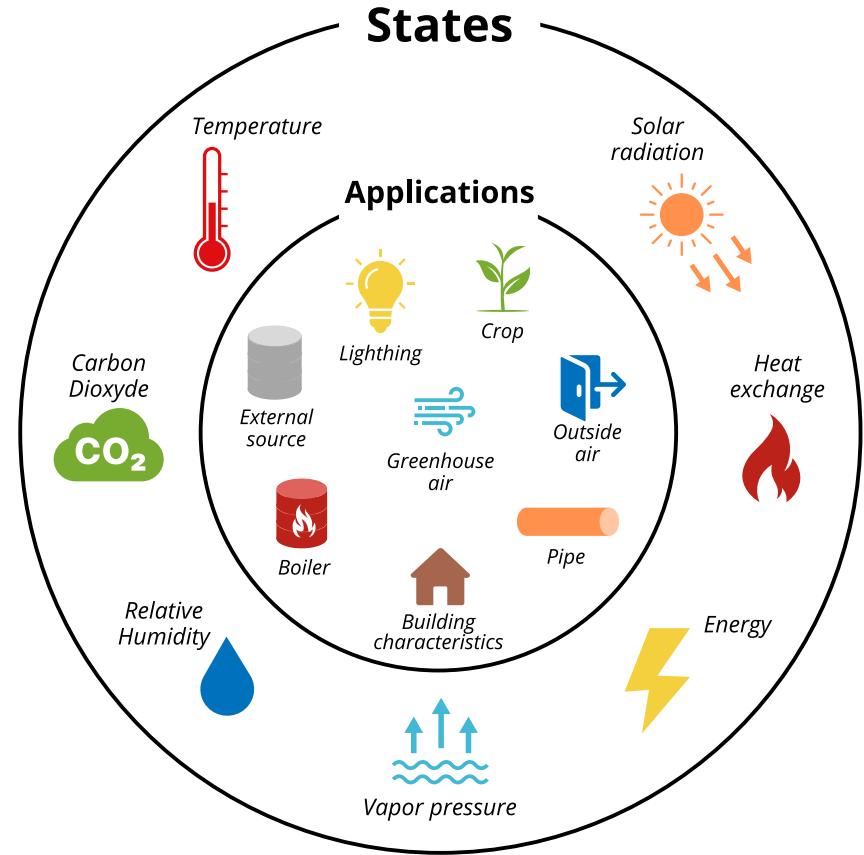 States
Temperature
Solar
radiation
Applications
Lighthing
Crop
Carbon
Dioxyde
CO₂
External
source
Greenhouse
air
Outside
air
Heat
exchange
Boiler
Pipe
Building
characteristics
Relative
Humidity
Energy
Vapor pressure